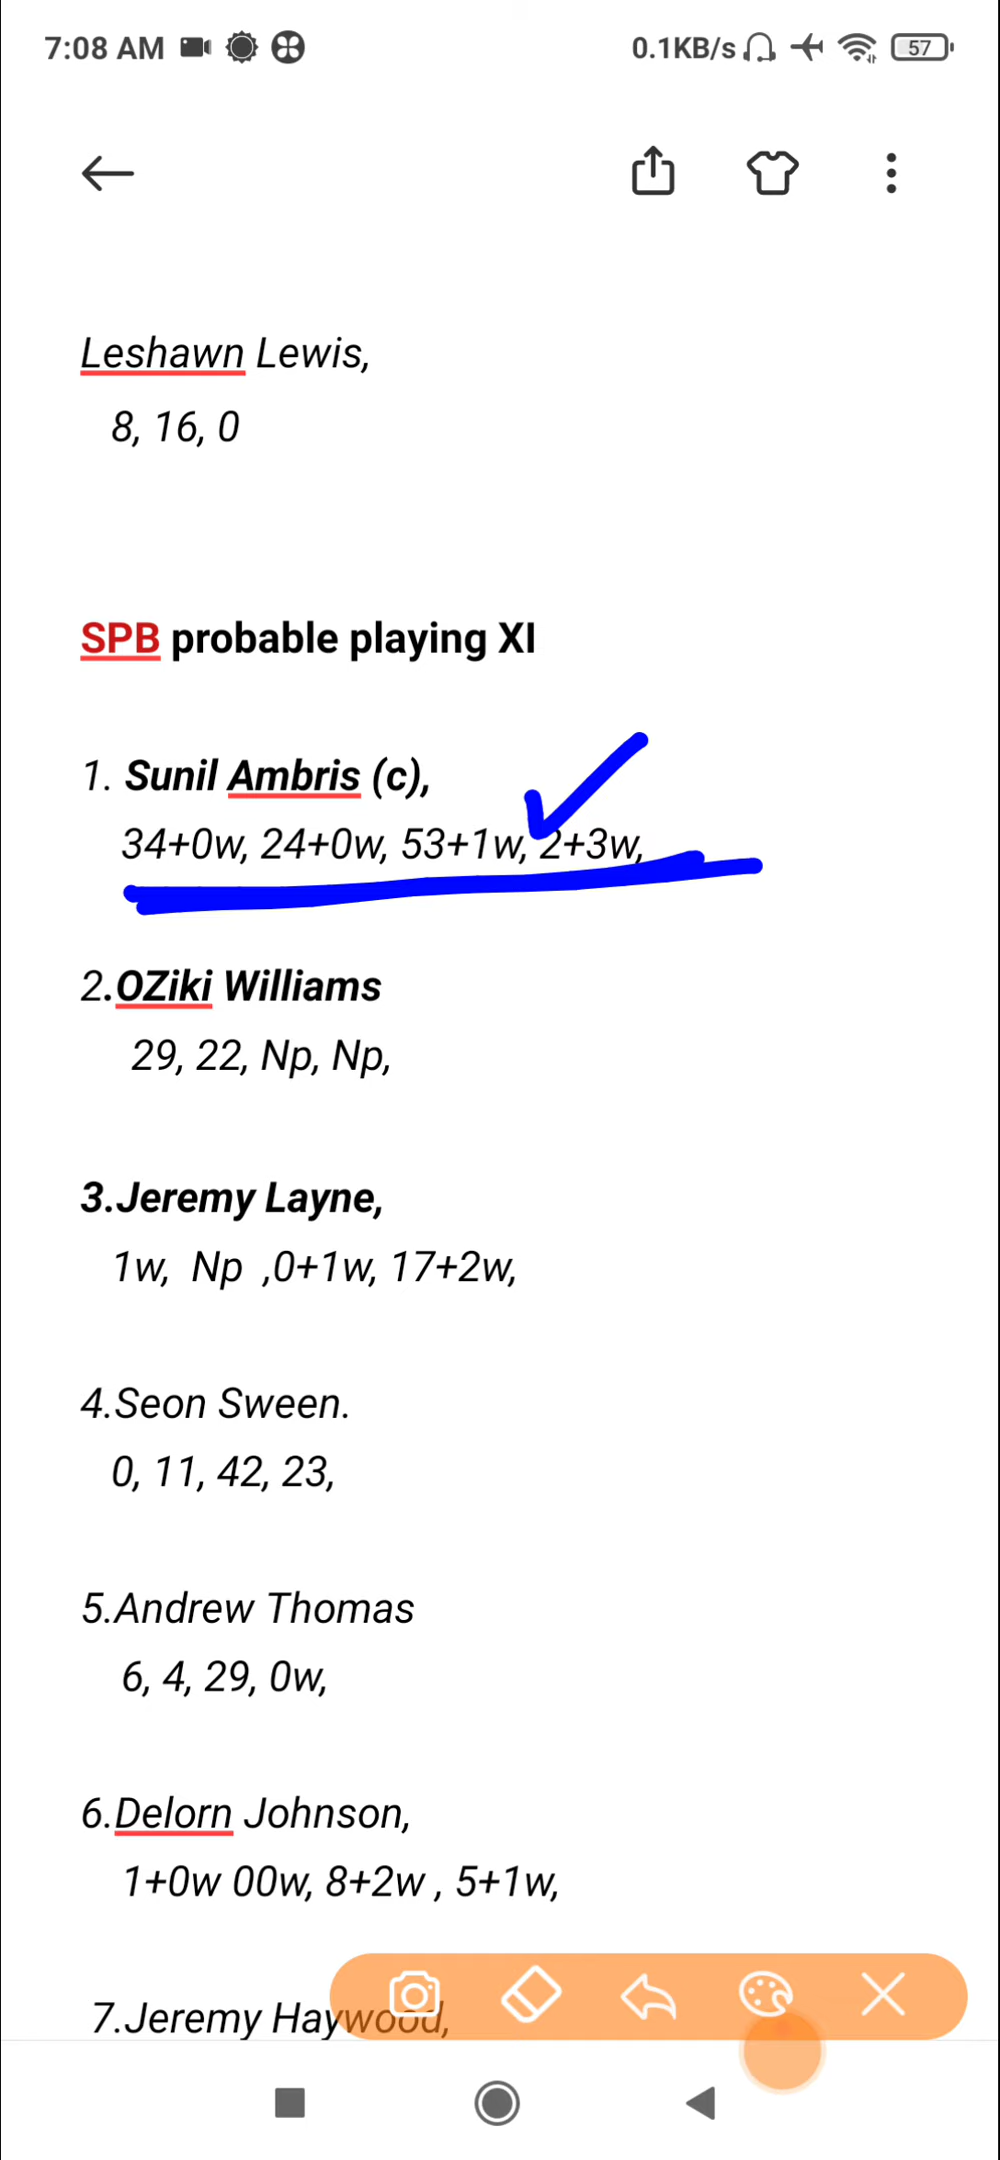 7:08 AM 0.1KB/s 57
Leshawn Lewis,
8, 16, 0
SPB probable playing XI
1. Sunil Ambris (c),
34+0w, 24+0w, 53+1w, 2+3w,
2.OZiki Williams
29, 22, Np, Np,
3.Jeremy Layne,
1w, Np ,0+1w, 17+2w,
4.Seon Sween.
0, 11, 42, 23,
5.Andrew Thomas
6, 4, 29, 0w,
6.Delorn Johnson,
1+0w 00w, 8+2w , 5+1w,
7.Jeremy Haywood,